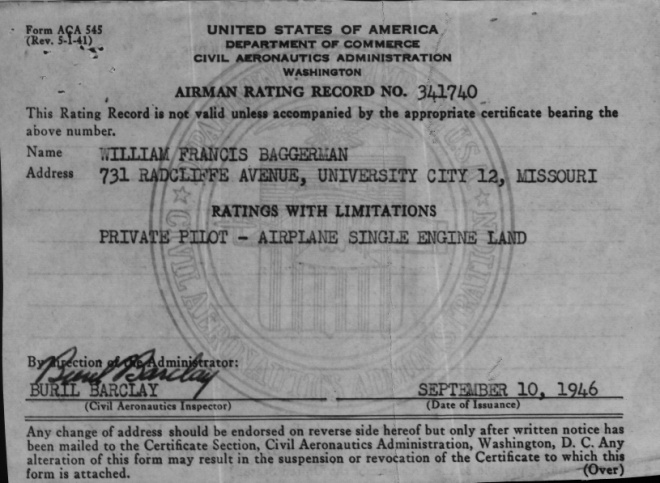 Form ACA 545
(Rev. 5-1-41)
UNITED STATES OF AMERICA
DEPARTMENT OF COMMERCE
CIVIL AERONAUTICS ADMINISTRATION
WASHINGTON
AIRMAN RATING RECORD NO. 341740
This Rating Record is not valid unless accompanied by the appropriate certificate bearing the
above number.
Name WILLIAM FRANCIS BAGGERMAN
Address 731 RADCLIFFE AVENUE, UNIVERSITY CITY 12, MISSOURI
RATINGS WITH LIMITATIONS
PRIVATE PILOT - AIRPLANE SINGLE ENGINE LAND
By direction of the Administrator:
Buril Barclay
BURIL BARCLAY SEPTEMBER 10, 1946
(Civil Aeronautics Inspector) (Date of Issuance)
Any change of address should be endorsed on reverse side hereof but only after written notice has
been mailed to the Certificate Section, Civil Aeronautics Administration, Washington, D. C. Any
alteration of this form may result in the suspension or revocation of the Certificate to which this
form is attached. (Over)